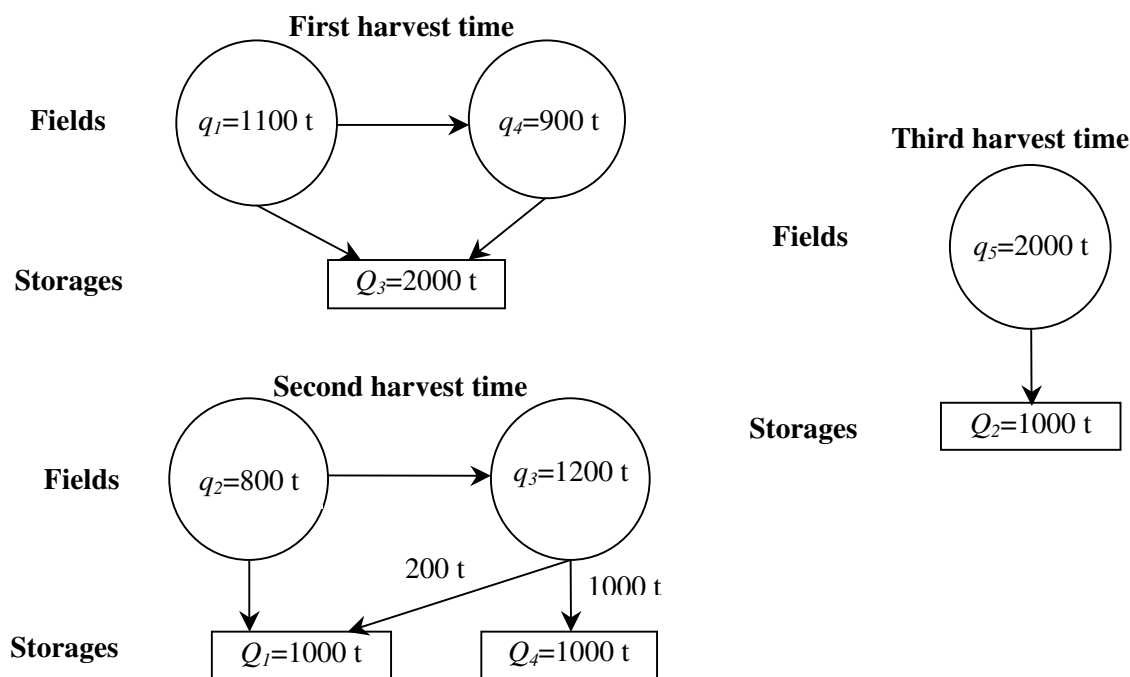 First harvest time
Fields
q1=1100 t
q4=900 t
Storages
Q3=2000 t
Second harvest time
Fields
q2=800 t
q3=1200 t
200 t
1000 t
Storages
Q1=1000 t
Q4=1000 t
Third harvest time
Fields
q5=2000 t
Storages
Q2=1000 t